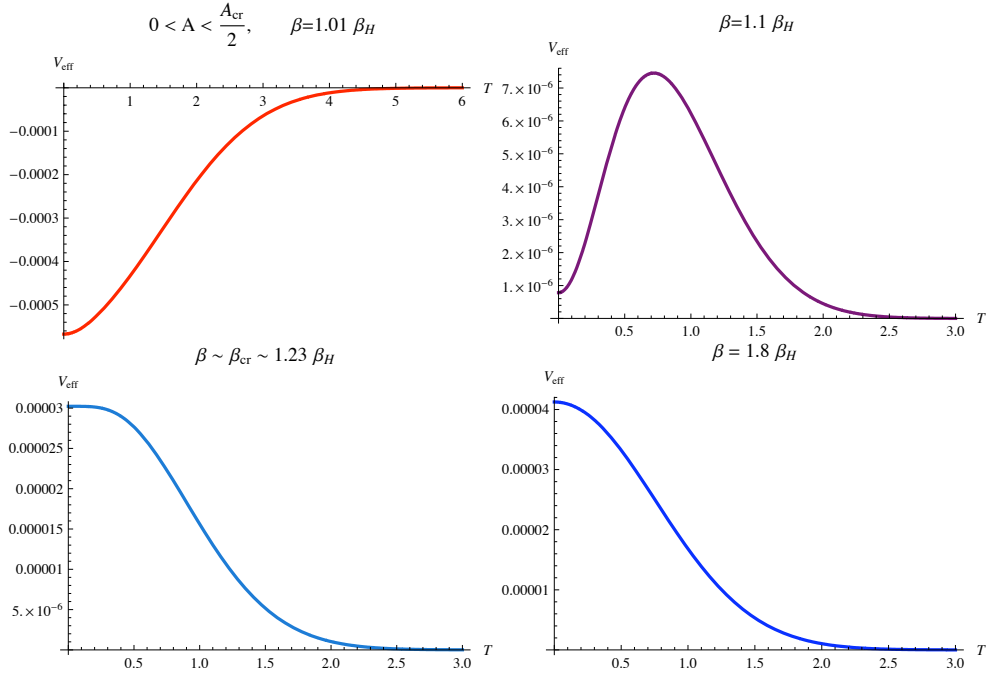 0 < A < A_cr/2, β=1.01 β_H
V_eff
T
1 2 3 4 5 6
−0.0001
−0.0002
−0.0003
−0.0004
−0.0005
β=1.1 β_H
V_eff
7.×10⁻⁶
6.×10⁻⁶
5.×10⁻⁶
4.×10⁻⁶
3.×10⁻⁶
2.×10⁻⁶
1.×10⁻⁶
T
0.5 1.0 1.5 2.0 2.5 3.0
β ~ β_cr ~ 1.23 β_H
V_eff
0.00003
0.000025
0.00002
0.000015
0.00001
5.×10⁻⁶
T
0.5 1.0 1.5 2.0 2.5 3.0
β = 1.8 β_H
V_eff
0.00004
0.00003
0.00002
0.00001
T
0.5 1.0 1.5 2.0 2.5 3.0